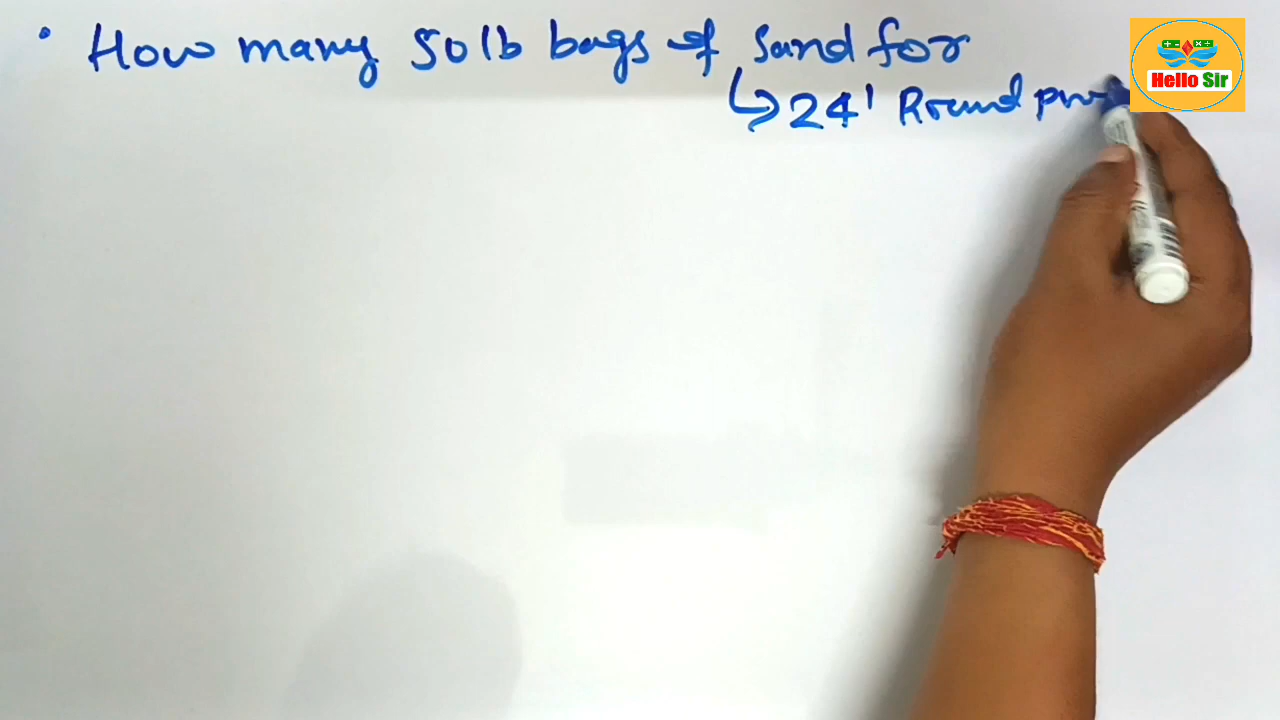 • How many 50lb bags of sand for
↳ 24' Round
Hello Sir